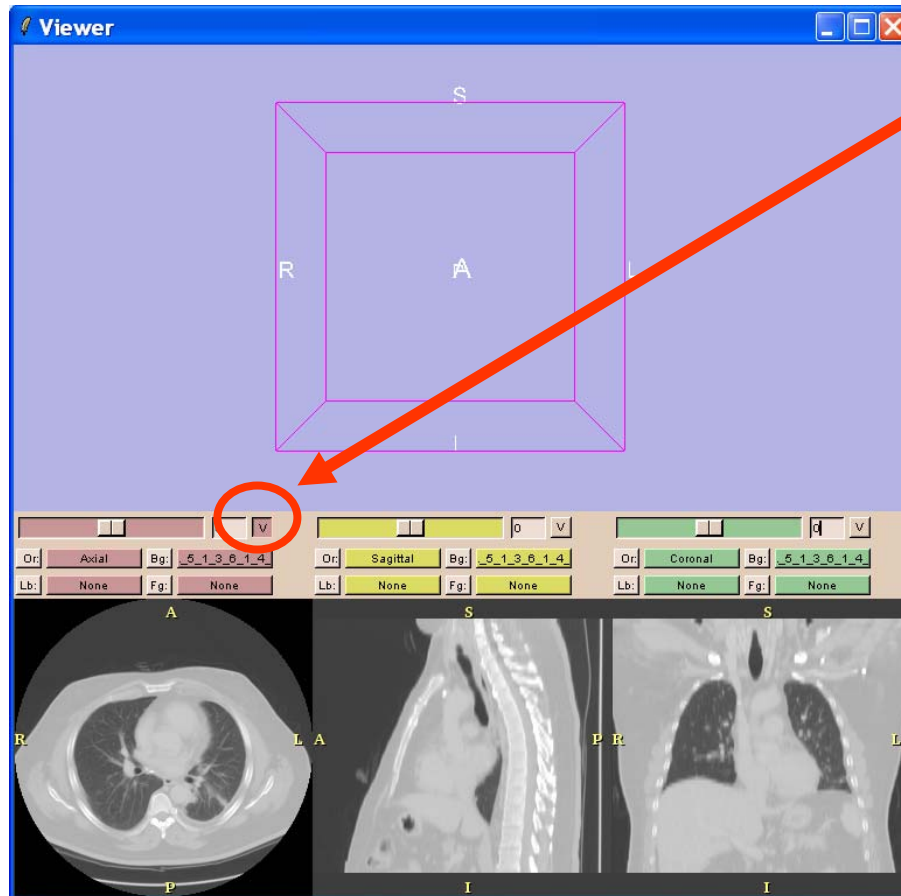 Viewer
S
R A L
I
V 0 V 0 V
Or: Axial Bg: _5_1_3_6_1_4_ Or: Sagittal Bg: _5_1_3_6_1_4_ Or: Coronal Bg: _5_1_3_6_1_4_
Lb: None Fg: None Lb: None Fg: None Lb: None Fg: None
A S S
R L A P R L
P I I